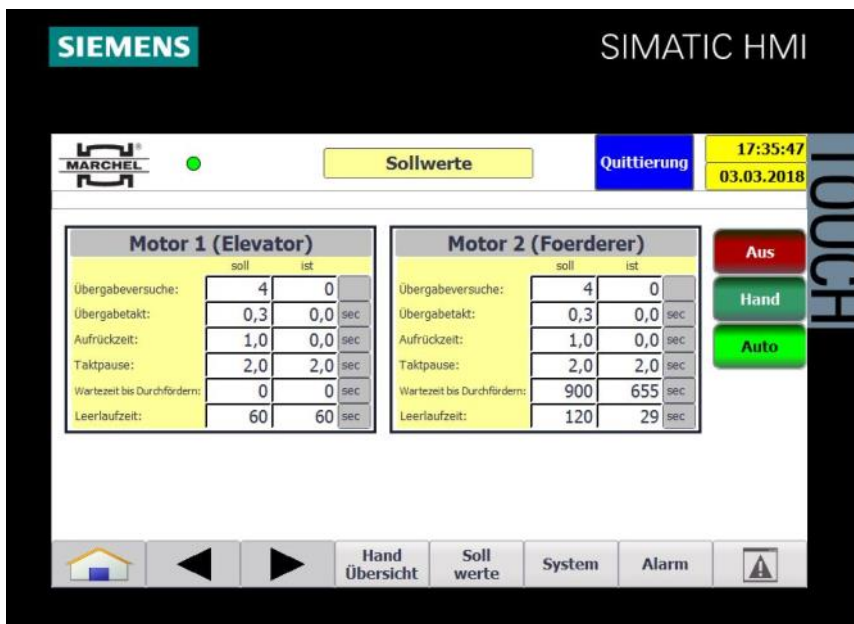 SIEMENS
SIMATIC HMI
TOUCH
MARCHEL
Sollwerte
Quittierung
17:35:47
03.03.2018
Motor 1 (Elevator)
soll ist
Übergabeversuche: 4 0
Übergabetakt: 0,3 0,0 sec
Aufrückzeit: 1,0 0,0 sec
Taktpause: 2,0 2,0 sec
Wartezeit bis Durchfördern: 0 0 sec
Leerlaufzeit: 60 60 sec
Motor 2 (Foerderer)
soll ist
Übergabeversuche: 4 0
Übergabetakt: 0,3 0,0 sec
Aufrückzeit: 1,0 0,0 sec
Taktpause: 2,0 2,0 sec
Wartezeit bis Durchfördern: 900 655 sec
Leerlaufzeit: 120 29 sec
Aus
Hand
Auto
Hand
Übersicht
Soll
werte
System
Alarm